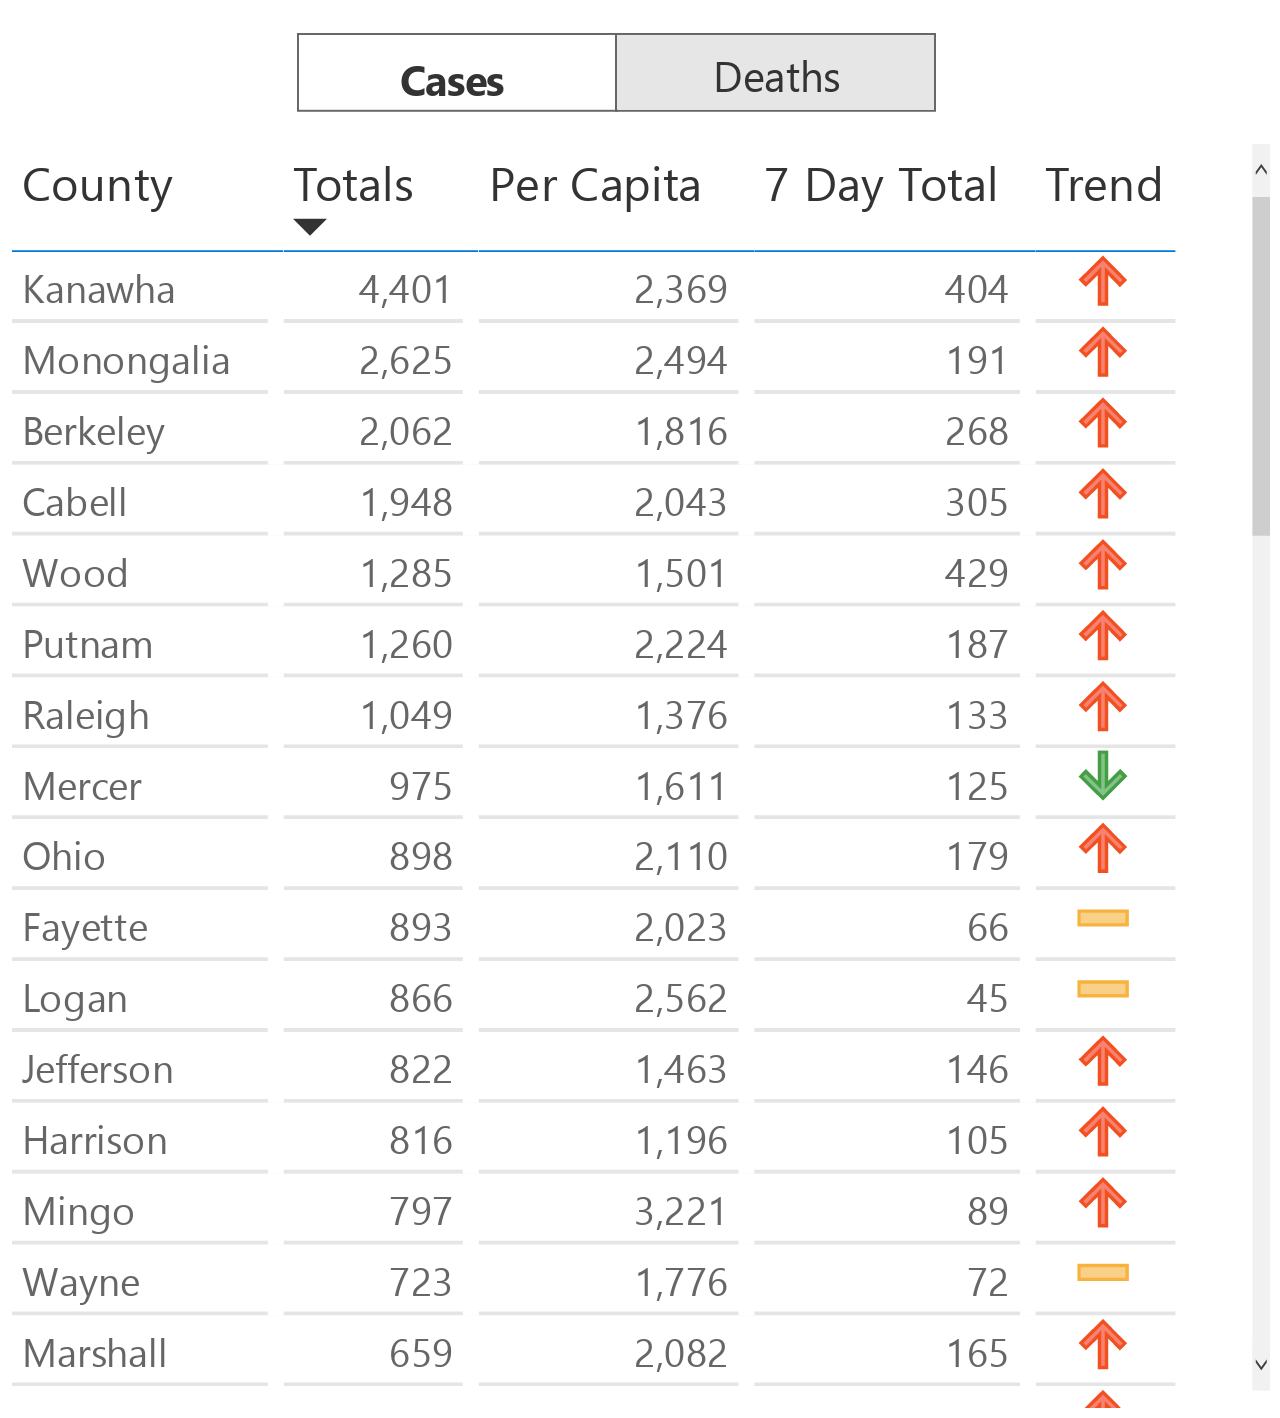 Cases Deaths
County Totals Per Capita 7 Day Total Trend
Kanawha 4,401 2,369 404
Monongalia 2,625 2,494 191
Berkeley 2,062 1,816 268
Cabell 1,948 2,043 305
Wood 1,285 1,501 429
Putnam 1,260 2,224 187
Raleigh 1,049 1,376 133
Mercer 975 1,611 125
Ohio 898 2,110 179
Fayette 893 2,023 66
Logan 866 2,562 45
Jefferson 822 1,463 146
Harrison 816 1,196 105
Mingo 797 3,221 89
Wayne 723 1,776 72
Marshall 659 2,082 165